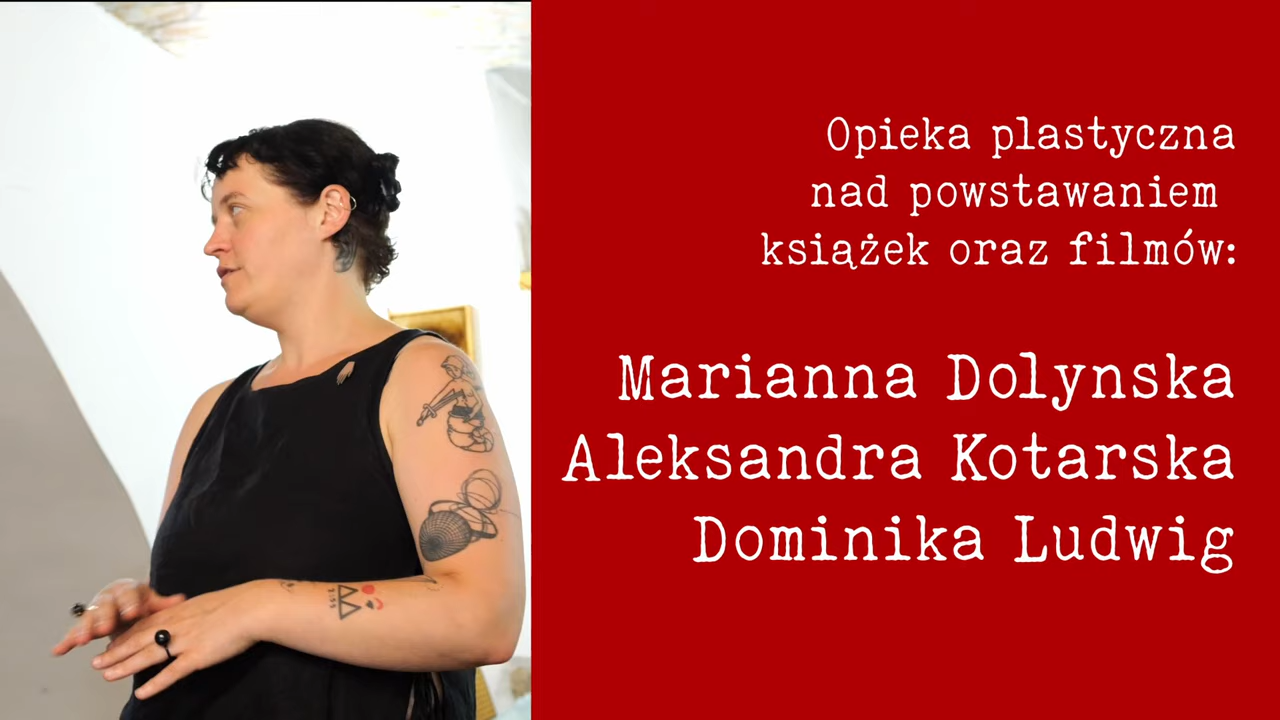 Opieka plastyczna
nad powstawaniem
książek oraz filmów:
Marianna Dolynska
Aleksandra Kotarska
Dominika Ludwig